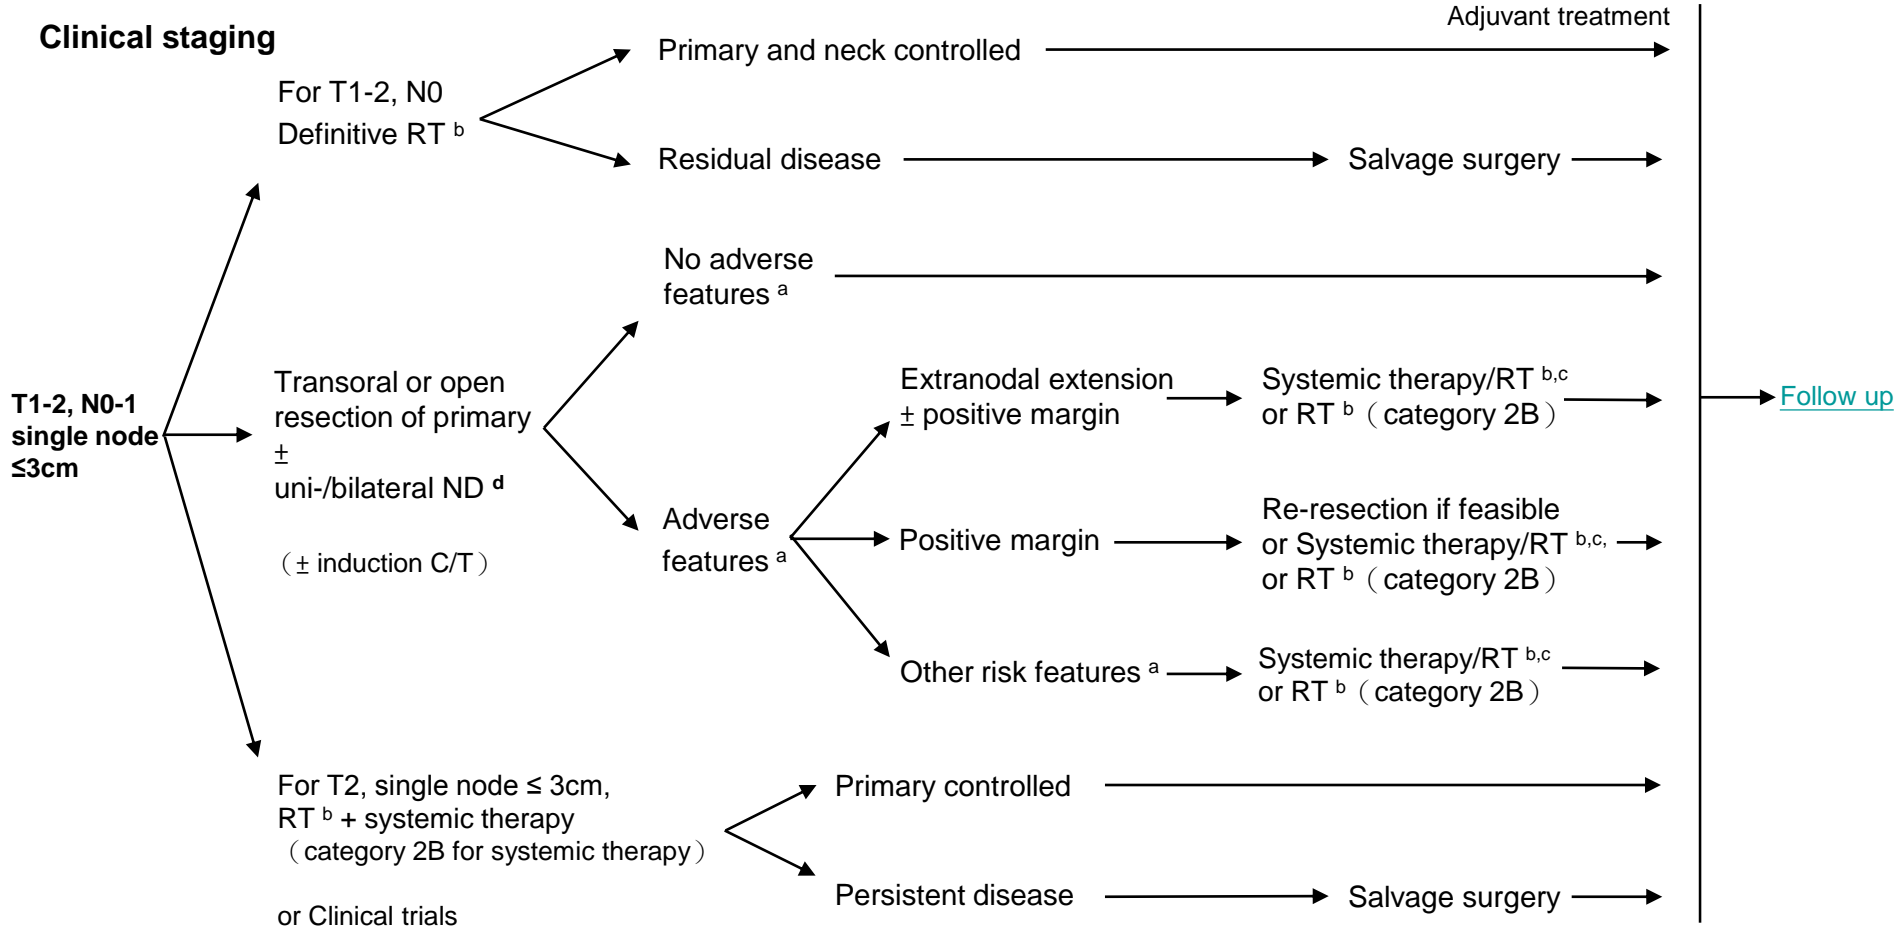 Clinical staging
Adjuvant treatment
T1-2, N0-1
single node
≤3cm
For T1-2, N0
Definitive RT b
Primary and neck controlled
Residual disease
Salvage surgery
Transoral or open
resection of primary
±
uni-/bilateral ND d
（± induction C/T）
No adverse
features a
Adverse
features a
Extranodal extension
± positive margin
Systemic therapy/RT b,c
or RT b（category 2B）
Positive margin
Re-resection if feasible
or Systemic therapy/RT b,c,
or RT b（category 2B）
Other risk features a
Systemic therapy/RT b,c
or RT b（category 2B）
For T2, single node ≤ 3cm,
RT b + systemic therapy
（category 2B for systemic therapy）
or Clinical trials
Primary controlled
Persistent disease
Salvage surgery
Follow up